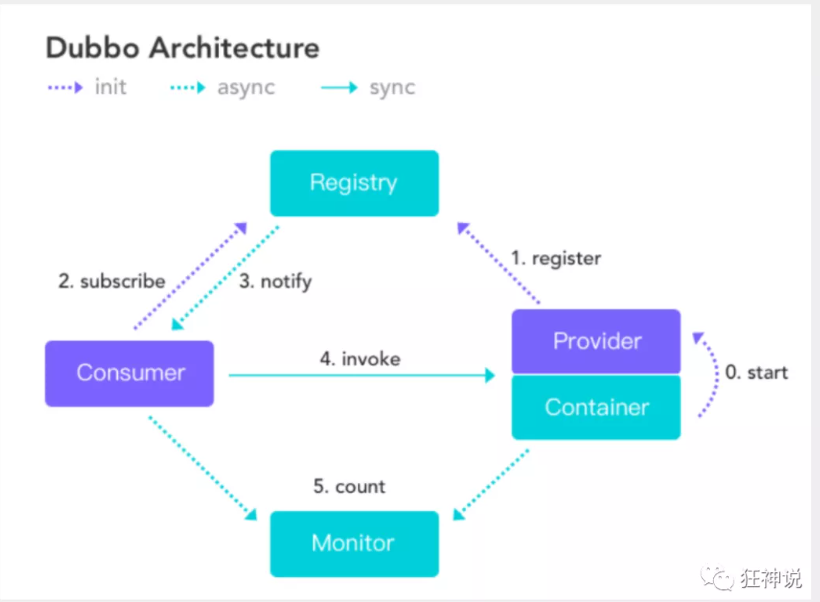 Dubbo Architecture
init async sync
Registry
1. register
2. subscribe
3. notify
Provider
4. invoke
Consumer
0. start
Container
5. count
Monitor
狂神说